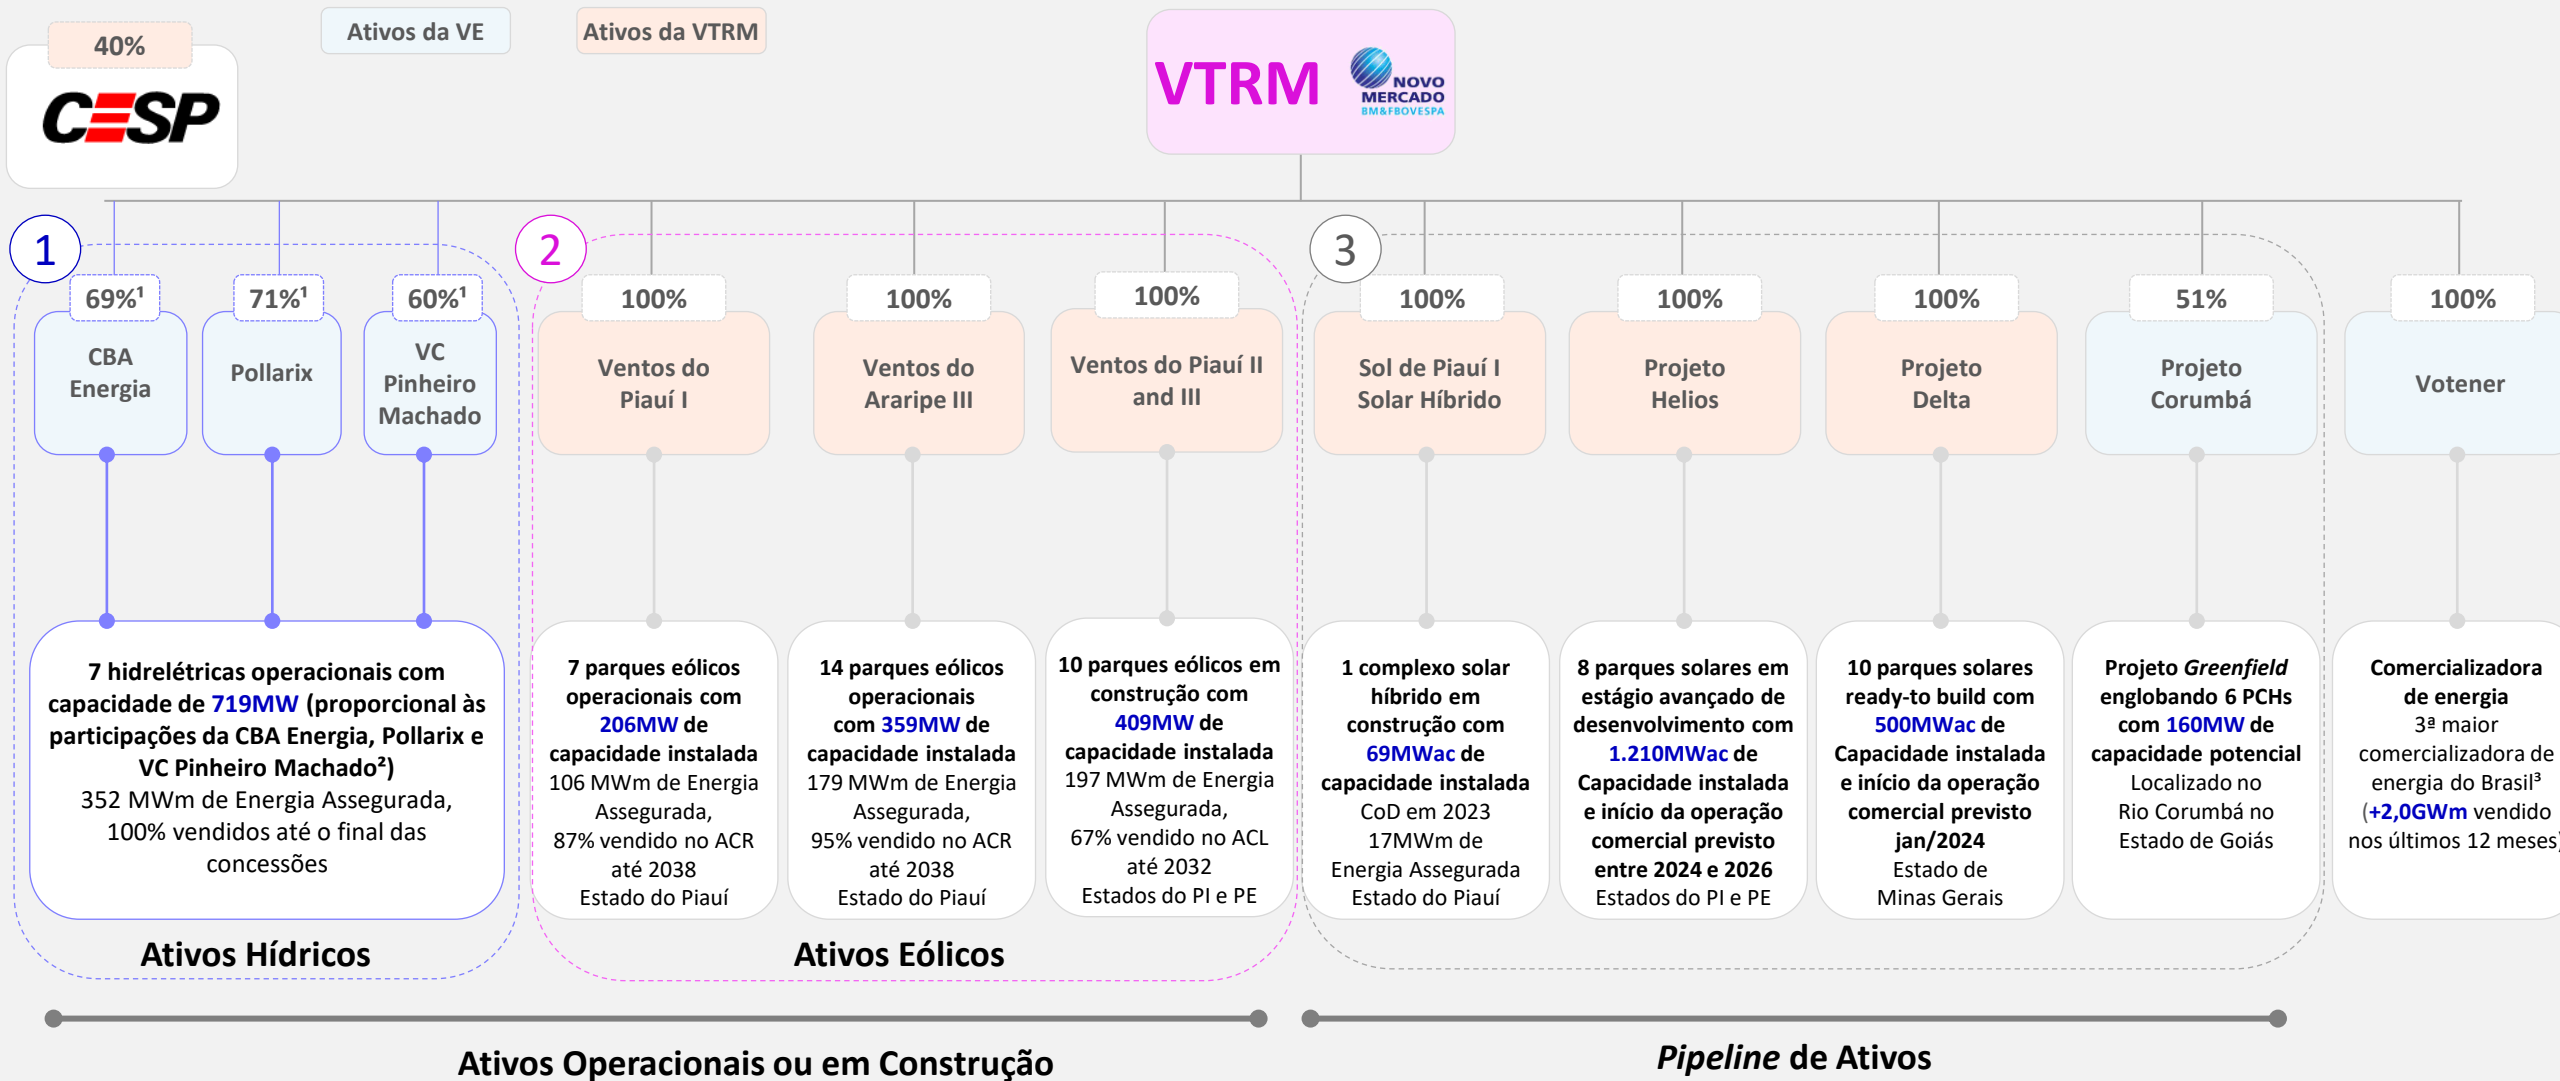 40%
CESP
Ativos da VE
Ativos da VTRM
VTRM
NOVO
MERCADO
BM&FBOVESPA
1
69%¹
CBA
Energia
71%¹
Pollarix
60%¹
VC
Pinheiro
Machado
7 hidrelétricas operacionais com
capacidade de 719MW (proporcional às
participações da CBA Energia, Pollarix e
VC Pinheiro Machado²)
352 MWm de Energia Assegurada,
100% vendidos até o final das
concessões
Ativos Hídricos
2
100%
Ventos do
Piauí I
7 parques eólicos
operacionais com
206MW de
capacidade instalada
106 MWm de Energia
Assegurada,
87% vendido no ACR
até 2038
Estado do Piauí
100%
Ventos do
Araripe III
14 parques eólicos
operacionais
com 359MW de
capacidade instalada
179 MWm de Energia
Assegurada,
95% vendido no ACR
até 2038
Estado do Piauí
100%
Ventos do Piauí II
and III
10 parques eólicos em
construção com
409MW de
capacidade instalada
197 MWm de Energia
Assegurada,
67% vendido no ACL
até 2032
Estados do PI e PE
Ativos Eólicos
3
100%
Sol de Piauí I
Solar Híbrido
1 complexo solar
híbrido em
construção com
69MWac de
capacidade instalada
CoD em 2023
17MWm de
Energia Assegurada
Estado do Piauí
100%
Projeto
Helios
8 parques solares em
estágio avançado de
desenvolvimento com
1.210MWac de
Capacidade instalada
e início da operação
comercial previsto
entre 2024 e 2026
Estados do PI e PE
100%
Projeto
Delta
10 parques solares
ready-to build com
500MWac de
Capacidade instalada
e início da operação
comercial previsto
jan/2024
Estado de
Minas Gerais
51%
Projeto
Corumbá
Projeto Greenfield
englobando 6 PCHs
com 160MW de
capacidade potencial
Localizado no
Rio Corumbá no
Estado de Goiás
100%
Votener
Comercializadora
de energia
3ª maior
comercializadora de
energia do Brasil³
(+2,0GWm vendido
nos últimos 12 meses)
Ativos Operacionais ou em Construção
Pipeline de Ativos